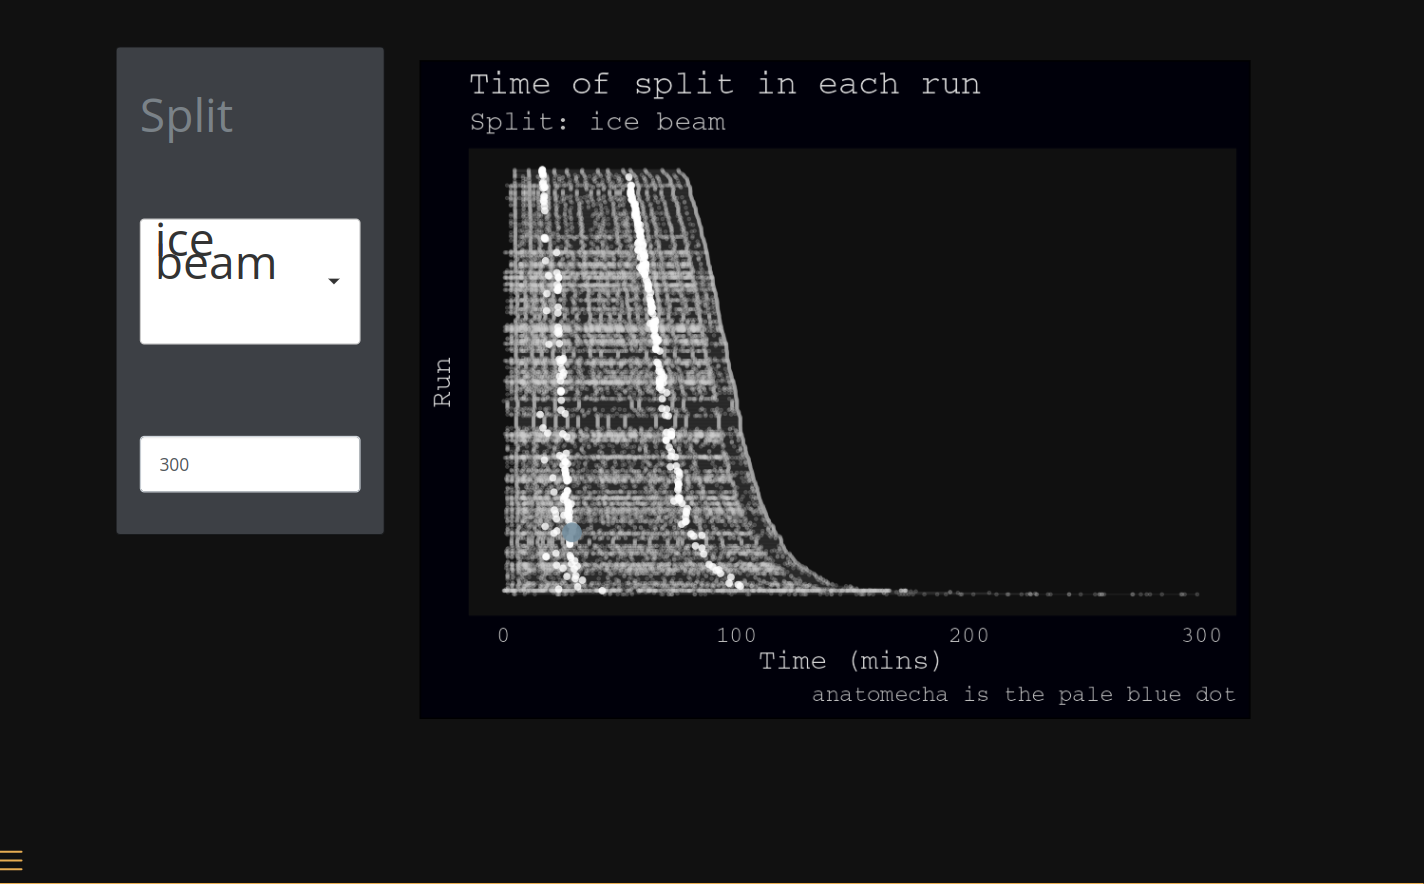 Split
ice
beam
300
Time of split in each run
Split: ice beam
Run
0 100 200 300
Time (mins)
anatomecha is the pale blue dot